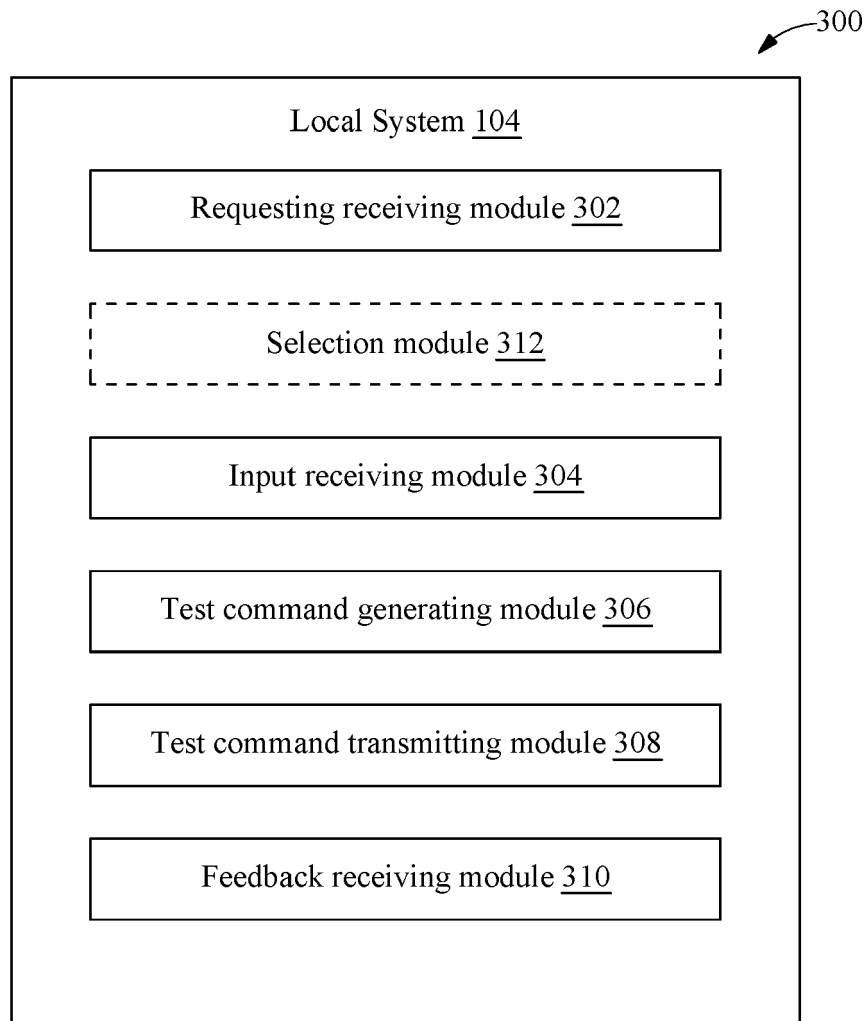 300
Local System 104
Requesting receiving module 302
Selection module 312
Input receiving module 304
Test command generating module 306
Test command transmitting module 308
Feedback receiving module 310